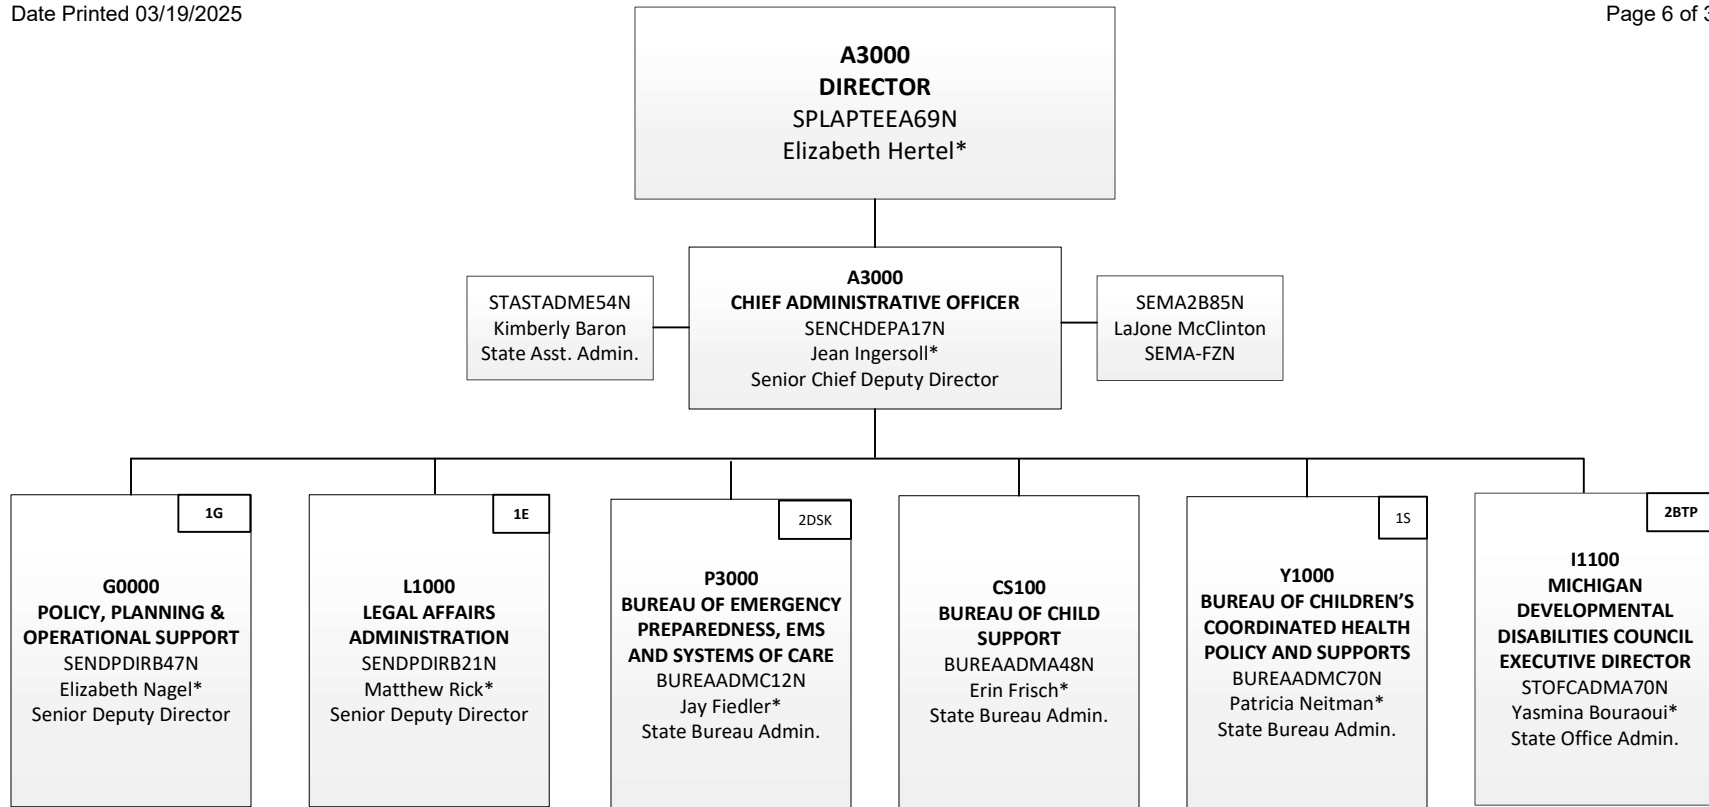 Date Printed 03/19/2025
Page 6 of 3
A3000
DIRECTOR
SPLAPTEEA69N
Elizabeth Hertel*
STASTADME54N
Kimberly Baron
State Asst. Admin.
A3000
CHIEF ADMINISTRATIVE OFFICER
SENCHDEPA17N
Jean Ingersoll*
Senior Chief Deputy Director
SEMA2B85N
LaJone McClinton
SEMA-FZN
1G
G0000
POLICY, PLANNING &
OPERATIONAL SUPPORT
SENDPDIRB47N
Elizabeth Nagel*
Senior Deputy Director
1E
L1000
LEGAL AFFAIRS
ADMINISTRATION
SENDPDIRB21N
Matthew Rick*
Senior Deputy Director
2DSK
P3000
BUREAU OF EMERGENCY
PREPAREDNESS, EMS
AND SYSTEMS OF CARE
BUREAADMC12N
Jay Fiedler*
State Bureau Admin.
CS100
BUREAU OF CHILD
SUPPORT
BUREAADMA48N
Erin Frisch*
State Bureau Admin.
1S
Y1000
BUREAU OF CHILDREN’S
COORDINATED HEALTH
POLICY AND SUPPORTS
BUREAADMC70N
Patricia Neitman*
State Bureau Admin.
2BTP
I1100
MICHIGAN
DEVELOPMENTAL
DISABILITIES COUNCIL
EXECUTIVE DIRECTOR
STOFCADMA70N
Yasmina Bouraoui*
State Office Admin.